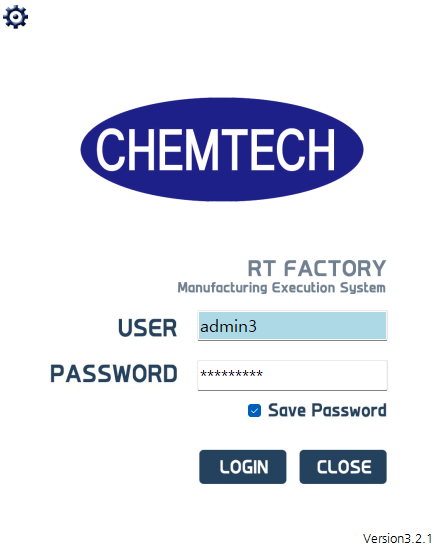 CHEMTECH
RT FACTORY
Manufacturing Execution System
USER admin3
PASSWORD *********
Save Password
LOGIN CLOSE
Version3.2.1